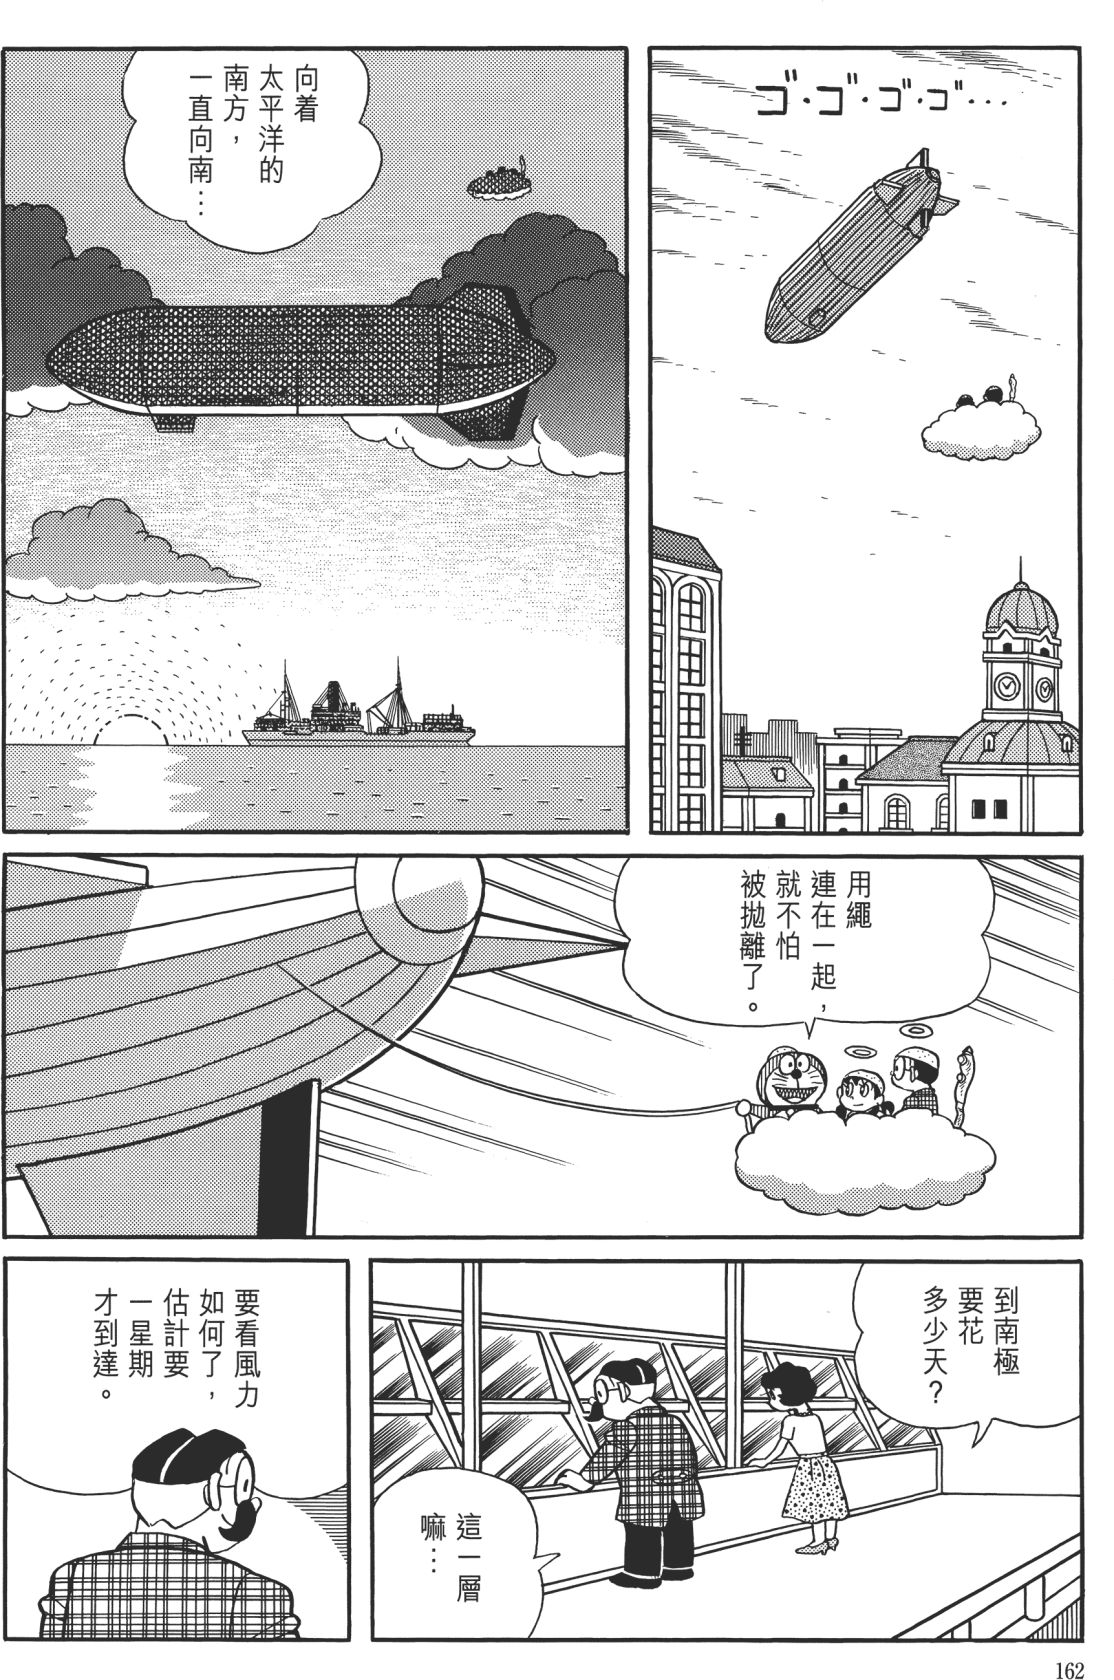 ゴ・ゴ・ゴ・ゴ・・・
向着
太平洋的
南方，
一直向南…
用繩
連在一起，
就不怕
被拋離了。
到南極
要花
多少天？
這一層
嘛…
要看風力
如何了，
估計要
一星期
才到達。
162